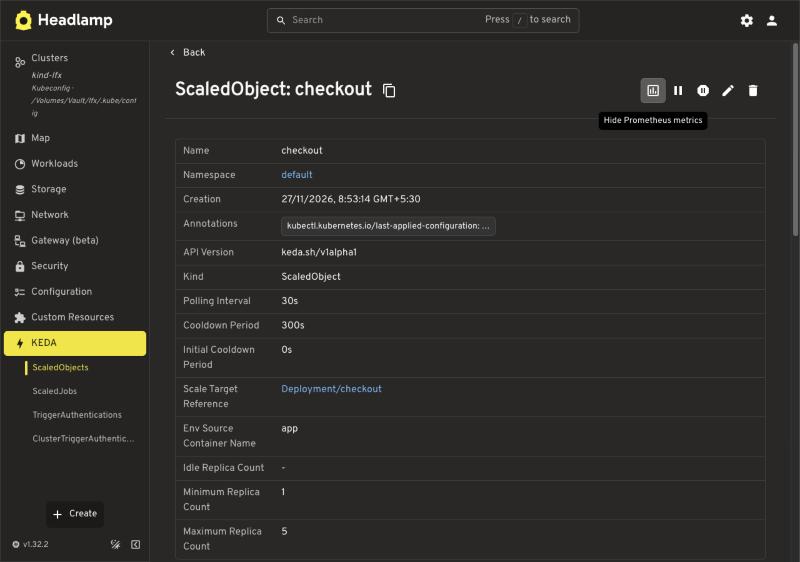 Headlamp
Search
Press / to search
Clusters
kind-lfx
Kubeconfig -
/Volumes/Vault/lfx/.kube/conf
ig
Map
Workloads
Storage
Network
Gateway (beta)
Security
Configuration
Custom Resources
KEDA
ScaledObjects
ScaledJobs
TriggerAuthentications
ClusterTriggerAuthentic...
Create
v1.32.2
Back
ScaledObject: checkout
Hide Prometheus metrics
Name checkout
Namespace default
Creation 27/11/2026, 8:53:14 GMT+5:30
Annotations kubectl.kubernetes.io/last-applied-configuration: ...
API Version keda.sh/v1alpha1
Kind ScaledObject
Polling Interval 30s
Cooldown Period 300s
Initial Cooldown 0s
Period
Scale Target Deployment/checkout
Reference
Env Source app
Container Name
Idle Replica Count -
Minimum Replica 1
Count
Maximum Replica 5
Count